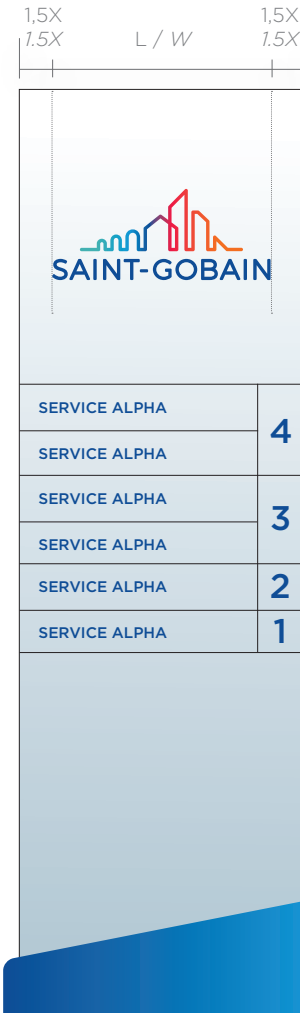 1,5X 1,5X
1.5X L / W 1.5X
SAINT-GOBAIN
SERVICE ALPHA
4
SERVICE ALPHA
SERVICE ALPHA
3
SERVICE ALPHA
SERVICE ALPHA 2
SERVICE ALPHA 1